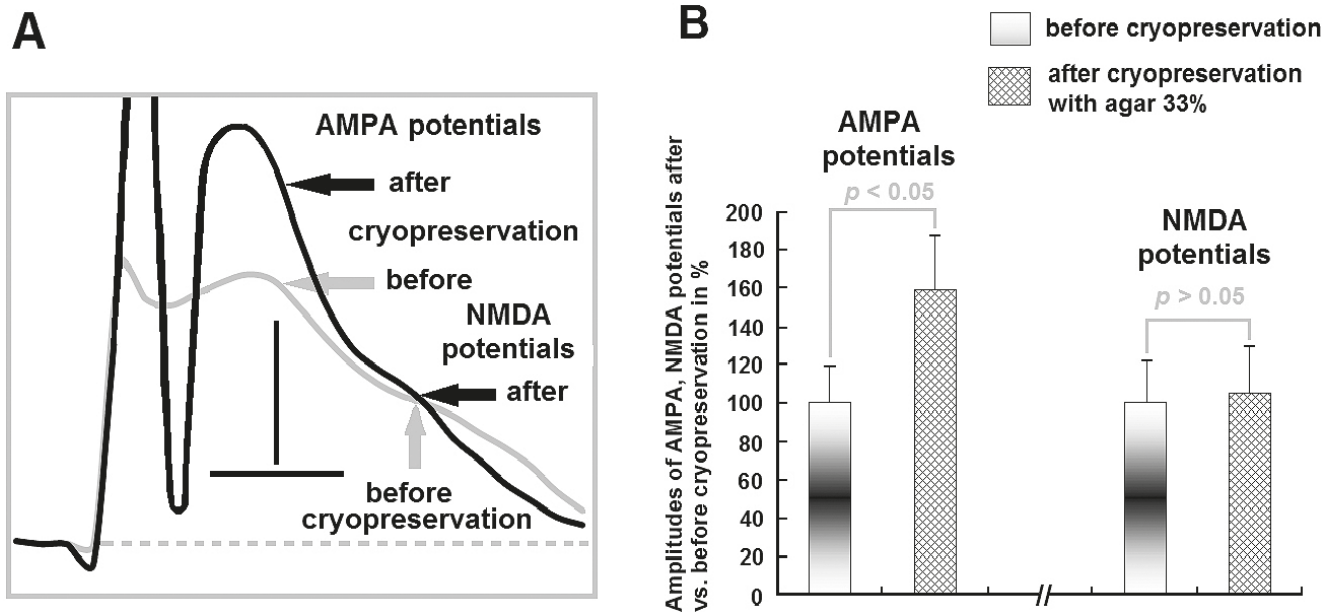 A
AMPA potentials
after
cryopreservation
before
NMDA
potentials
after
before
cryopreservation
B
before cryopreservation
after cryopreservation
with agar 33%
Amplitudes of AMPA, NMDA potentials after
vs. before cryopreservation in %
AMPA
potentials
p < 0.05
NMDA
potentials
p > 0.05
200
180
160
140
120
100
80
60
40
20
0